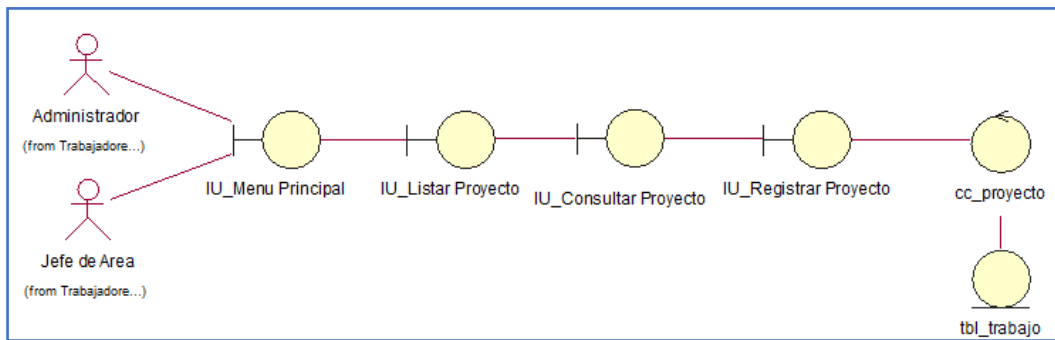 Administrador
(from Trabajadore...)
IU_Menu Principal
IU_Listar Proyecto
IU_Consultar Proyecto
IU_Registrar Proyecto
cc_proyecto
Jefe de Area
(from Trabajadore...)
tbl_trabajo